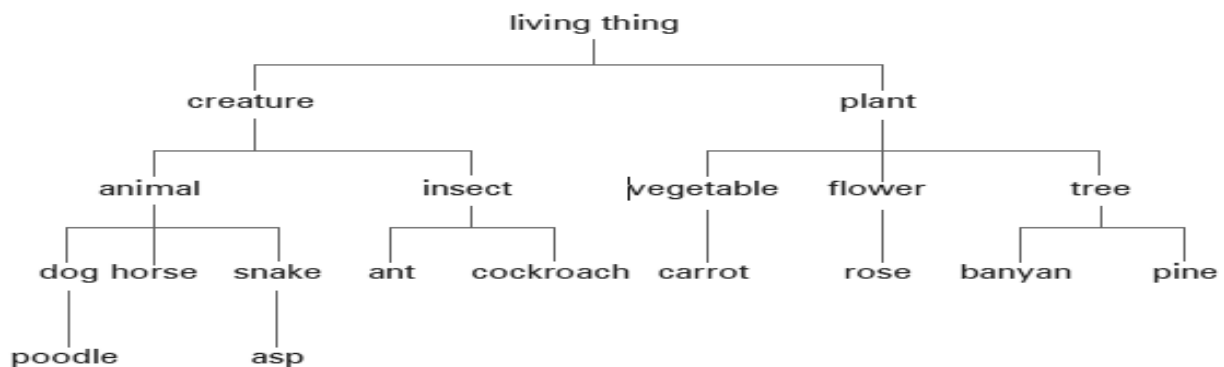 living thing
creature plant
animal insect vegetable flower tree
dog horse snake ant cockroach carrot rose banyan pine
poodle asp